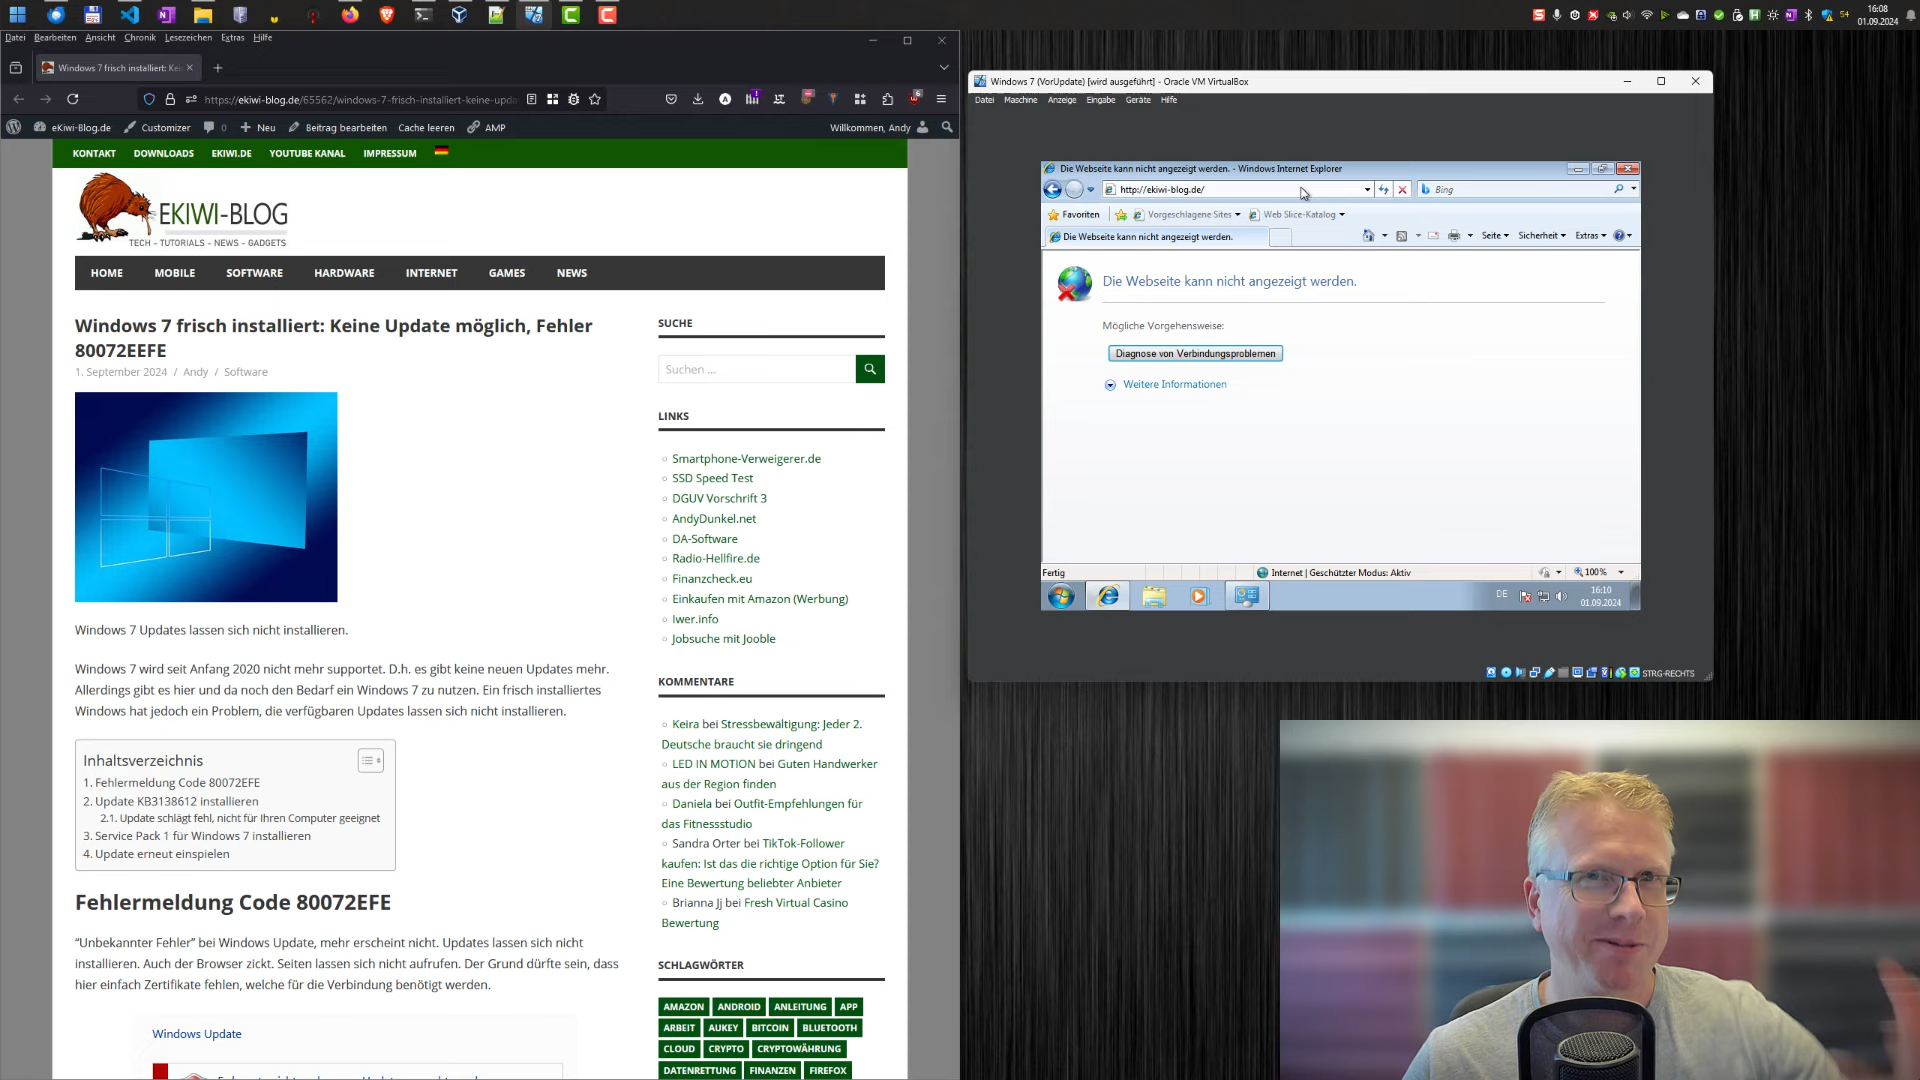 16:08
01.09.2024
54
Datei Bearbeiten Ansicht Chronik Lesezeichen Extras Hilfe
Windows 7 frisch installiert: Kei
https://ekiwi-blog.de/65562/windows-7-frisch-installiert-keine-upda
eKiwi-Blog.de Customizer 0 Neu Beitrag bearbeiten Cache leeren AMP Willkommen, Andy
KONTAKT DOWNLOADS EKIWI.DE YOUTUBE KANAL IMPRESSUM
EKIWI-BLOG
TECH - TUTORIALS - NEWS - GADGETS
HOME MOBILE SOFTWARE HARDWARE INTERNET GAMES NEWS
Windows 7 frisch installiert: Keine Update möglich, Fehler
80072EEFE
1. September 2024 / Andy / Software
Windows 7 Updates lassen sich nicht installieren.
Windows 7 wird seit Anfang 2020 nicht mehr supportet. D.h. es gibt keine neuen Updates mehr.
Allerdings gibt es hier und da noch den Bedarf ein Windows 7 zu nutzen. Ein frisch installiertes
Windows hat jedoch ein Problem, die verfügbaren Updates lassen sich nicht installieren.
Inhaltsverzeichnis
1. Fehlermeldung Code 80072EFE
2. Update KB3138612 installieren
2.1. Update schlägt fehl, nicht für Ihren Computer geeignet
3. Service Pack 1 für Windows 7 installieren
4. Update erneut einspielen
Fehlermeldung Code 80072EFE
“Unbekannter Fehler” bei Windows Update, mehr erscheint nicht. Updates lassen sich nicht
installieren. Auch der Browser zickt. Seiten lassen sich nicht aufrufen. Der Grund dürfte sein, dass
hier einfach Zertifikate fehlen, welche für die Verbindung benötigt werden.
Windows Update
SUCHE
Suchen ...
LINKS
Smartphone-Verweigerer.de
SSD Speed Test
DGUV Vorschrift 3
AndyDunkel.net
DA-Software
Radio-Hellfire.de
Finanzcheck.eu
Einkaufen mit Amazon (Werbung)
Iwer.info
Jobsuche mit Jooble
KOMMENTARE
Keira bei Stressbewältigung: Jeder 2.
Deutsche braucht sie dringend
LED IN MOTION bei Guten Handwerker
aus der Region finden
Daniela bei Outfit-Empfehlungen für
das Fitnessstudio
Sandra Orter bei TikTok-Follower
kaufen: Ist das die richtige Option für Sie?
Eine Bewertung beliebter Anbieter
Brianna Jj bei Fresh Virtual Casino
Bewertung
SCHLAGWÖRTER
AMAZON ANDROID ANLEITUNG APP
ARBEIT AUKEY BITCOIN BLUETOOTH
CLOUD CRYPTO CRYPTOWÄHRUNG
DATENRETTUNG FINANZEN FIREFOX
Windows 7 (VorUpdate) [wird ausgeführt] - Oracle VM VirtualBox
Datei Maschine Anzeige Eingabe Geräte Hilfe
Die Webseite kann nicht angezeigt werden. - Windows Internet Explorer
http://ekiwi-blog.de/
Bing
Favoriten Vorgeschlagene Sites Web Slice-Katalog
Die Webseite kann nicht angezeigt werden.
Seite Sicherheit Extras
Die Webseite kann nicht angezeigt werden.
Mögliche Vorgehensweise:
Diagnose von Verbindungsproblemen
Weitere Informationen
Fertig
Internet | Geschützter Modus: Aktiv
100%
DE
16:10
01.09.2024
STRG-RECHTS